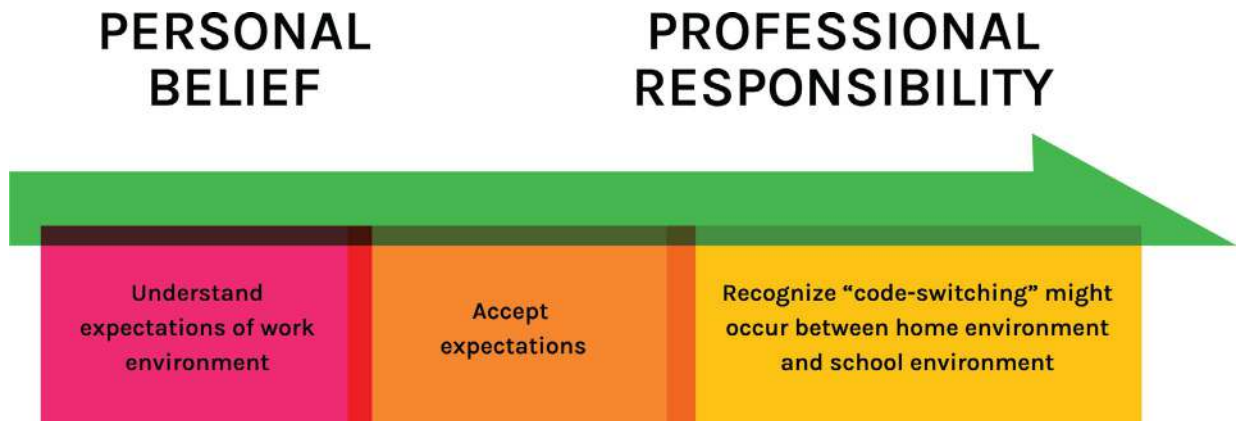 PERSONAL
BELIEF
PROFESSIONAL
RESPONSIBILITY
Understand
expectations of work
environment
Accept
expectations
Recognize “code-switching” might
occur between home environment
and school environment